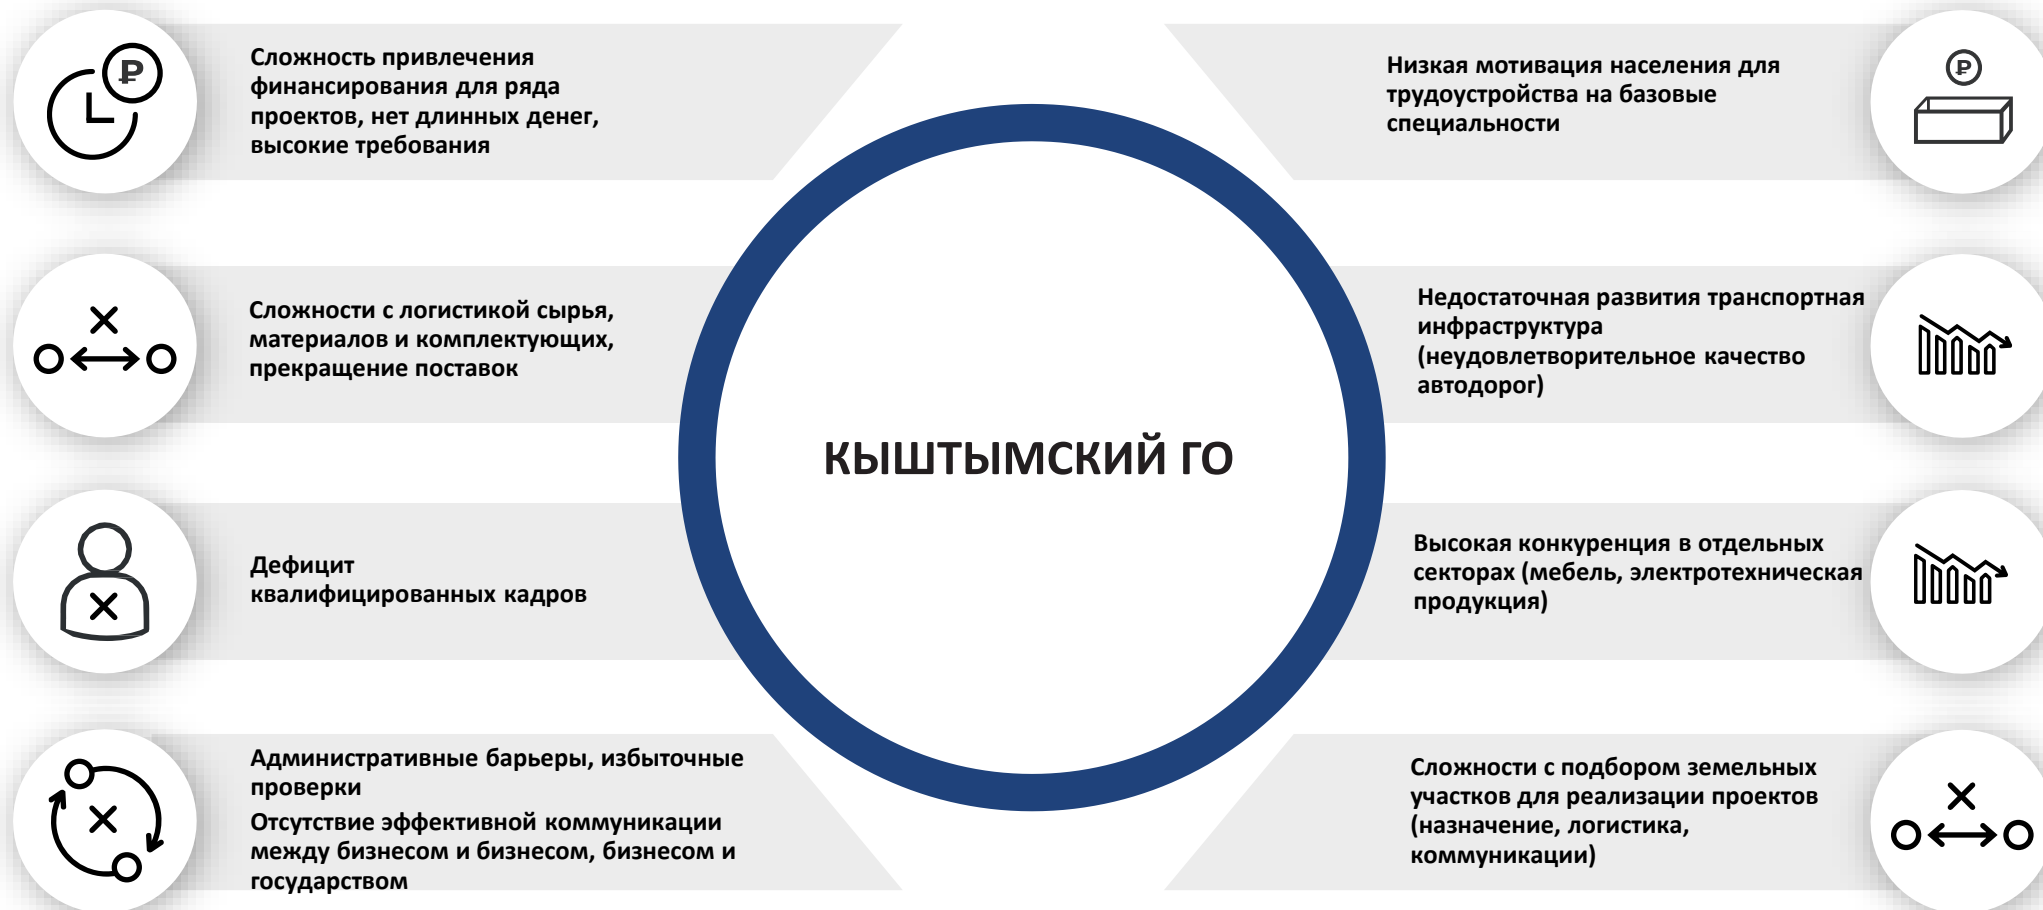 Сложность привлечения
финансирования для ряда
проектов, нет длинных денег,
высокие требования
Сложности с логистикой сырья,
материалов и комплектующих,
прекращение поставок
Дефицит
квалифицированных кадров
Административные барьеры, избыточные
проверки
Отсутствие эффективной коммуникации
между бизнесом и бизнесом, бизнесом и
государством
КЫШТЫМСКИЙ ГО
Низкая мотивация населения для
трудоустройства на базовые
специальности
Недостаточная развития транспортная
инфраструктура
(неудовлетворительное качество
автодорог)
Высокая конкуренция в отдельных
секторах (мебель, электротехническая
продукция)
Сложности с подбором земельных
участков для реализации проектов
(назначение, логистика,
коммуникации)